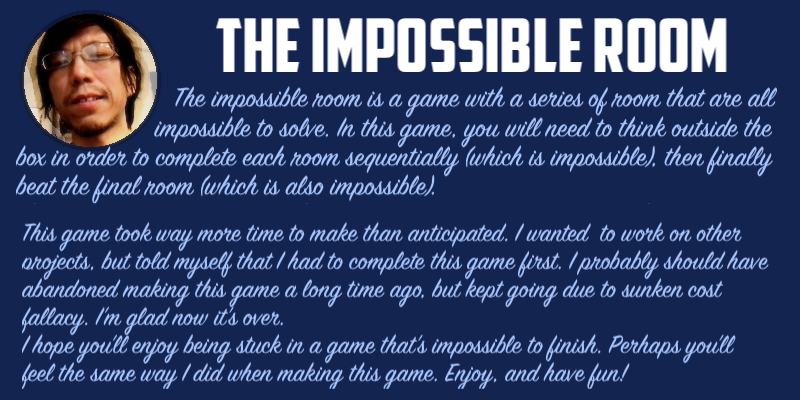 THE IMPOSSIBLE ROOM
The impossible room is a game with a series of room that are all
impossible to solve. In this game, you will need to think outside the
box in order to complete each room sequentially (which is impossible), then finally
beat the final room (which is also impossible).
This game took way more time to make than anticipated. I wanted to work on other
projects, but told myself that I had to complete this game first. I probably should have
abandoned making this game a long time ago, but kept going due to sunken cost
fallacy. I'm glad now it's over.
I hope you'll enjoy being stuck in a game that's impossible to finish. Perhaps you'll
feel the same way I did when making this game. Enjoy, and have fun!